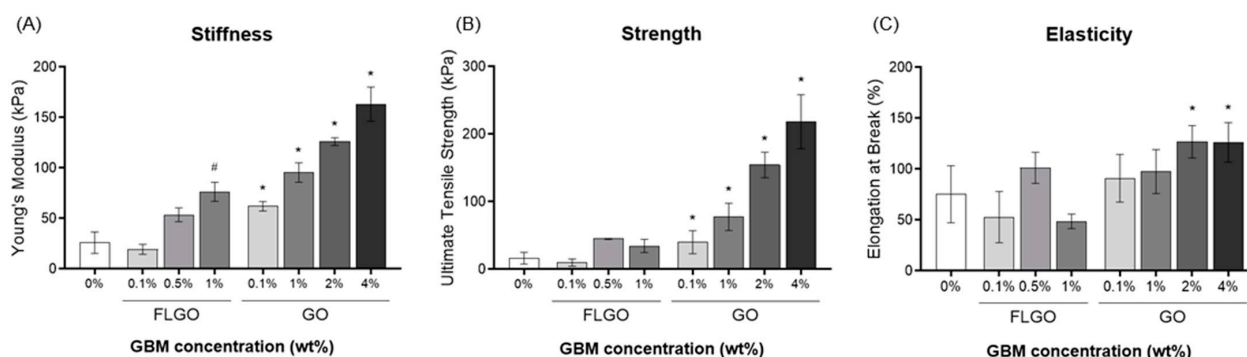 (A)
Stiffness
Young's Modulus (kPa)
200
150
100
50
0
#
*
*
*
*
0% 0.1% 0.5% 1% 0.1% 1% 2% 4%
FLGO GO
GBM concentration (wt%)
(B)
Strength
Ultimate Tensile Strength (kPa)
300
200
100
0
*
*
*
*
0% 0.1% 0.5% 1% 0.1% 1% 2% 4%
FLGO GO
GBM concentration (wt%)
(C)
Elasticity
Elongation at Break (%)
200
150
100
50
0
*
*
0% 0.1% 0.5% 1% 0.1% 1% 2% 4%
FLGO GO
GBM concentration (wt%)